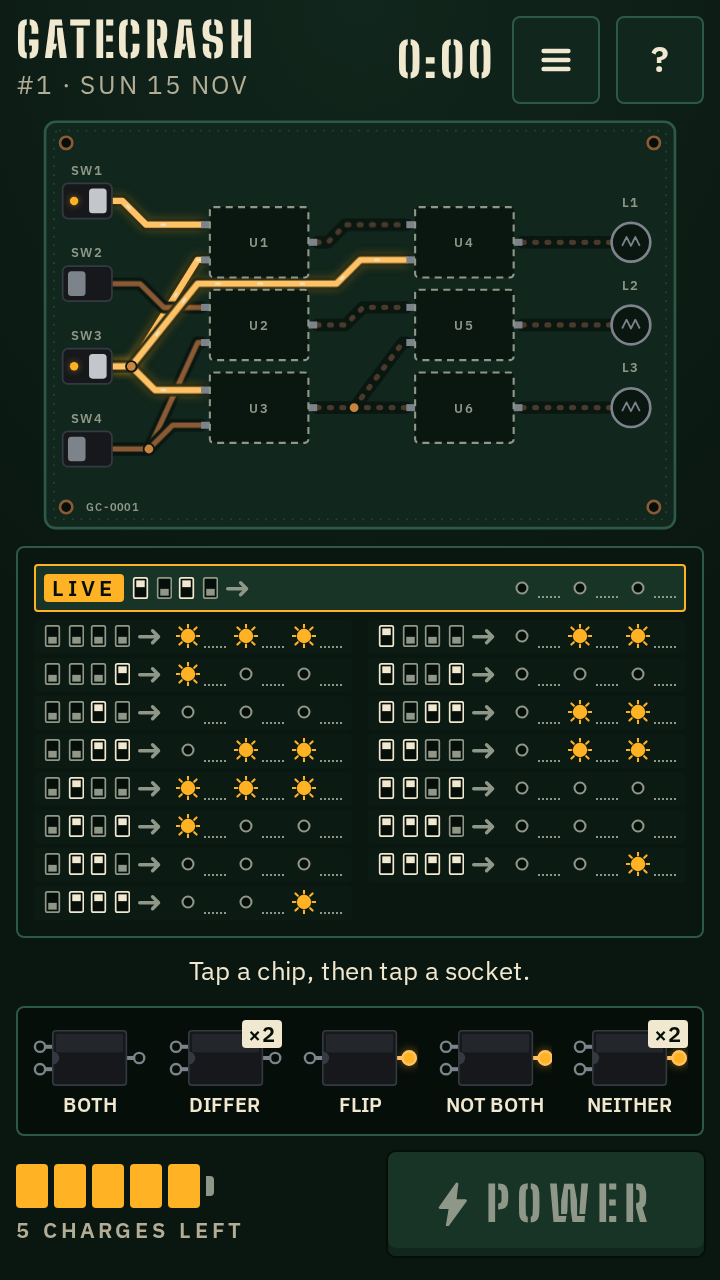 GATECRASH
#1 · SUN 15 NOV
0:00
?
SW1
SW2
SW3
SW4
U1
U2
U3
U4
U5
U6
L1
L2
L3
GC-0001
LIVE
Tap a chip, then tap a socket.
×2
×2
BOTH
DIFFER
FLIP
NOT BOTH
NEITHER
5 CHARGES LEFT
POWER